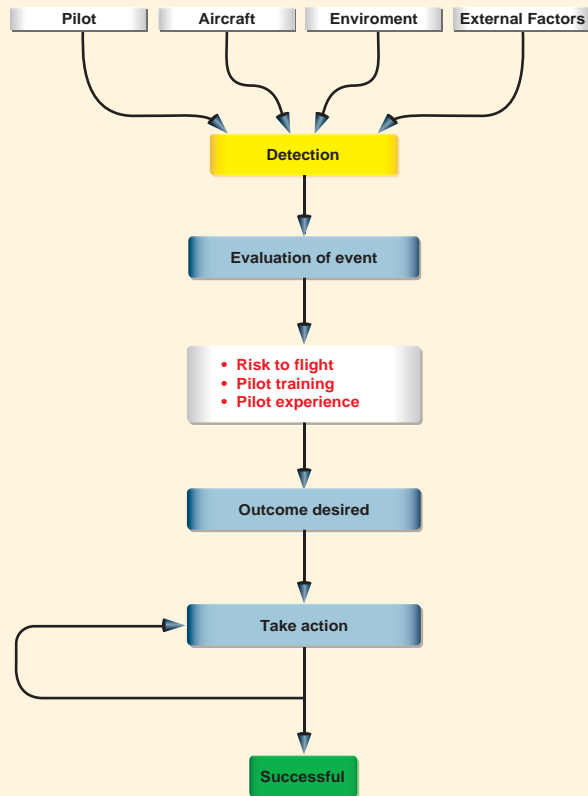 Pilot
Aircraft
Enviroment
External Factors
Detection
Evaluation of event
• Risk to flight
• Pilot training
• Pilot experience
Outcome desired
Take action
Successful